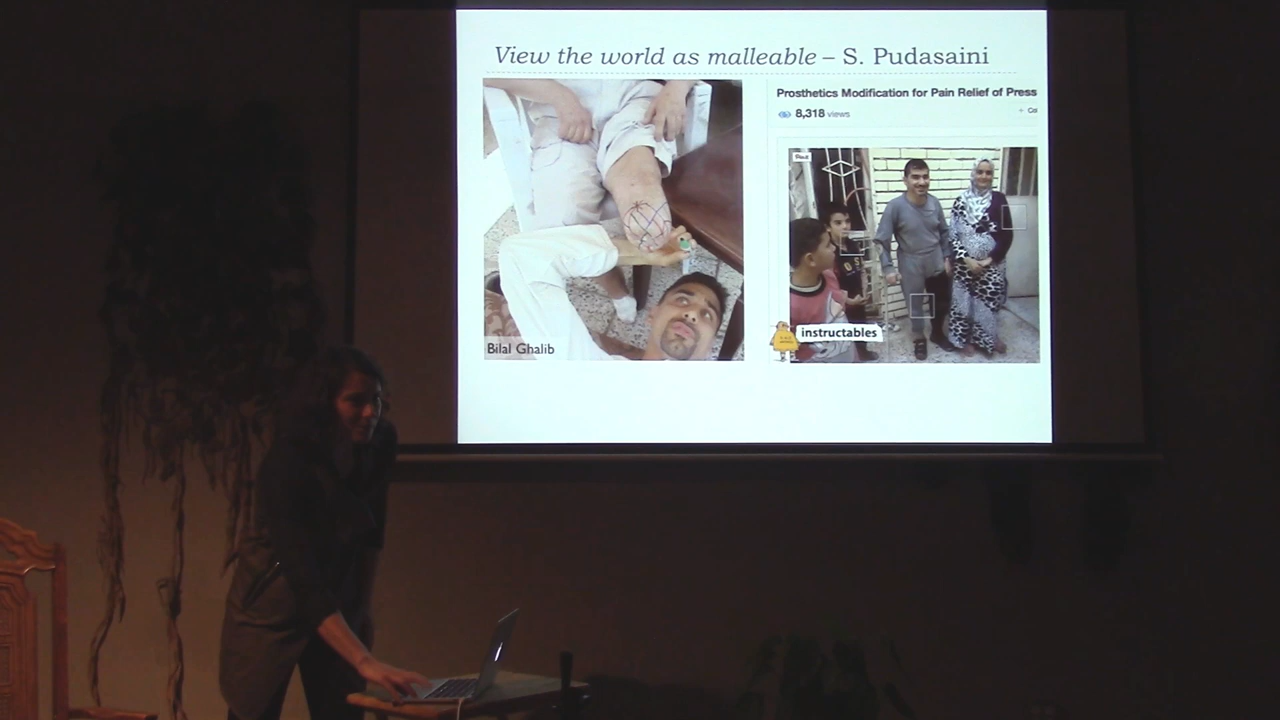 View the world as malleable – S. Pudasaini
Prosthetics Modification for Pain Relief of Press
8,318 views
instructables
Bilal Ghalib